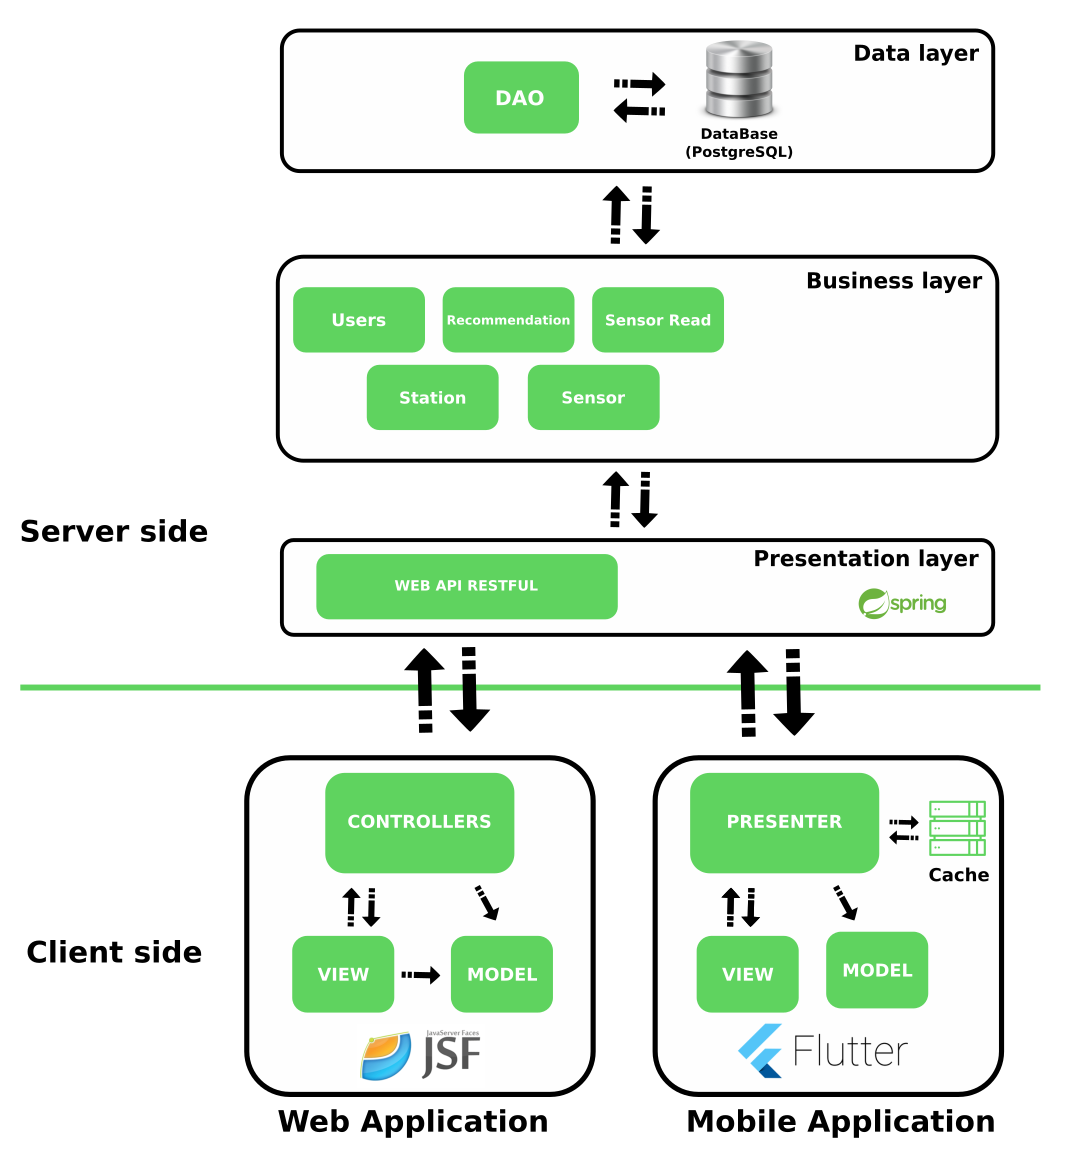 Data layer
DAO
DataBase
(PostgreSQL)
Business layer
Users
Recommendation
Sensor Read
Station
Sensor
Server side
Presentation layer
WEB API RESTFUL
spring
CONTROLLERS
PRESENTER
Cache
Client side
VIEW
MODEL
VIEW
MODEL
JavaServer Faces
JSF
Flutter
Web Application
Mobile Application